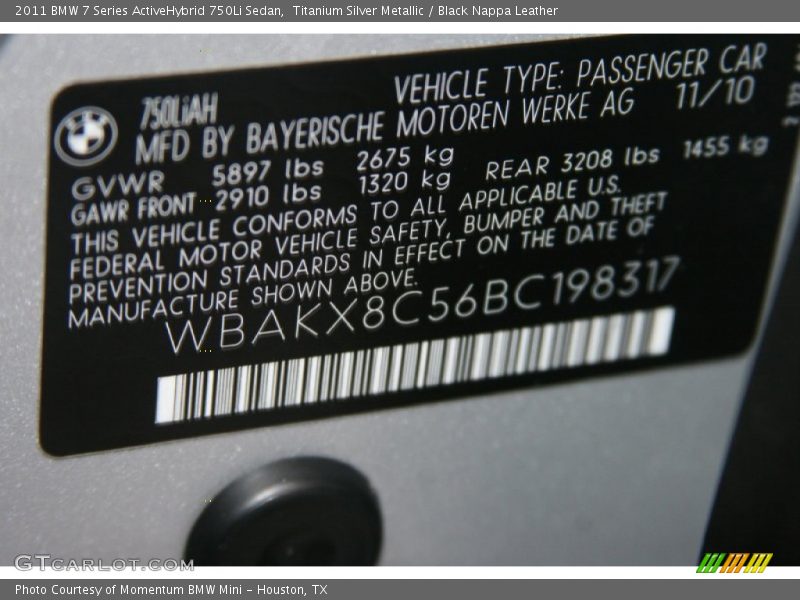 2011 BMW 7 Series ActiveHybrid 750Li Sedan,  Titanium Silver Metallic / Black Nappa Leather
BMW
750LiAH
VEHICLE TYPE: PASSENGER CAR
MFD BY BAYERISCHE MOTOREN WERKE AG 11/10
GVWR 5897 lbs 2675 kg
GAWR FRONT 2910 lbs 1320 kg REAR 3208 lbs 1455 kg
THIS VEHICLE CONFORMS TO ALL APPLICABLE U.S.
FEDERAL MOTOR VEHICLE SAFETY, BUMPER AND THEFT
PREVENTION STANDARDS IN EFFECT ON THE DATE OF
MANUFACTURE SHOWN ABOVE.
WBAKX8C56BC198317
GTCARLOT.COM
Photo Courtesy of Momentum BMW Mini - Houston, TX